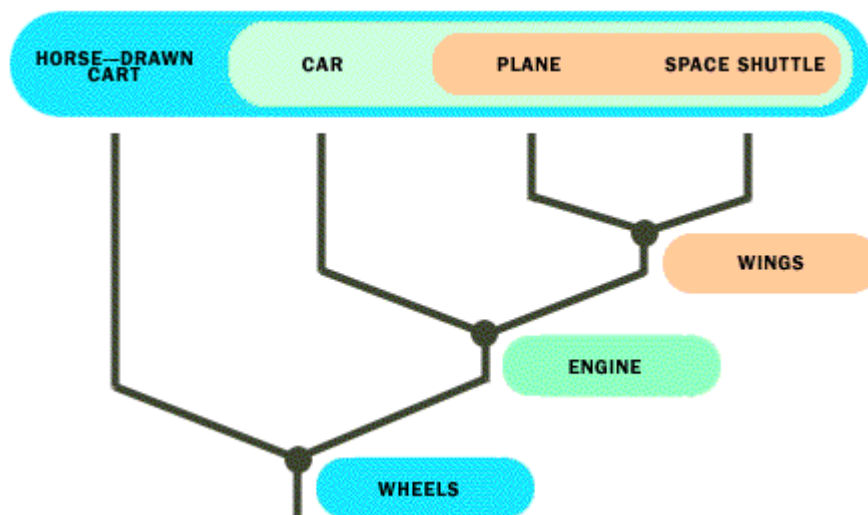 HORSE—DRAWN
CART
CAR
PLANE
SPACE SHUTTLE
WINGS
ENGINE
WHEELS